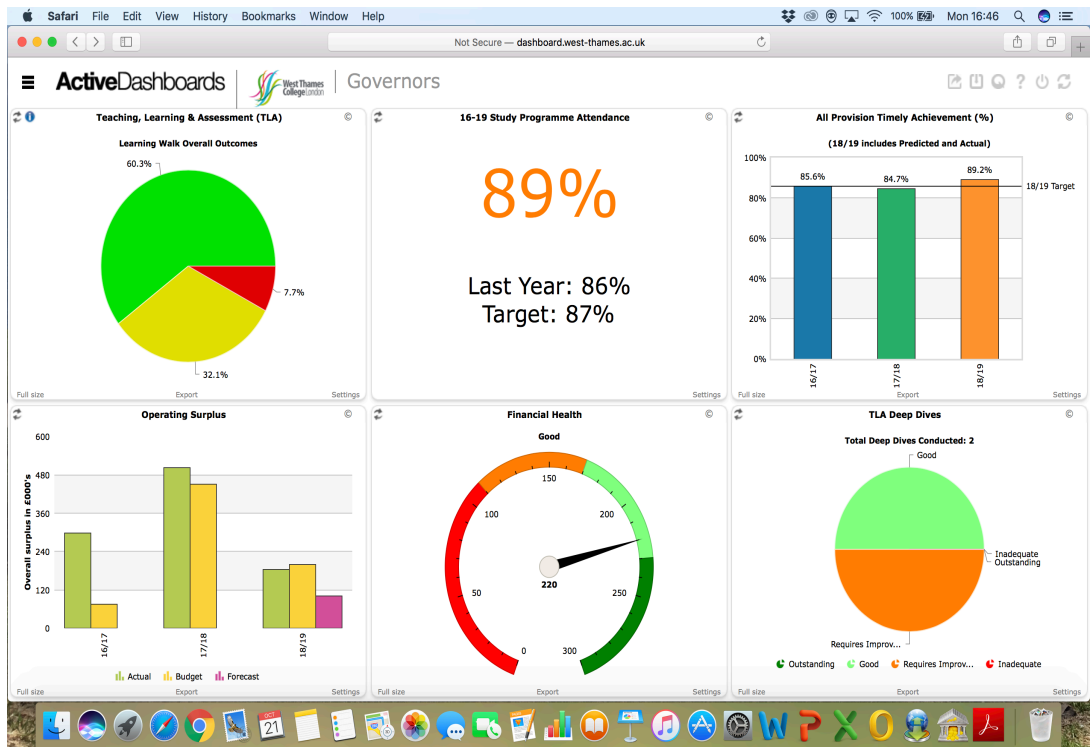 Safari File Edit View History Bookmarks Window Help
100% Mon 16:46
Not Secure — dashboard.west-thames.ac.uk
ActiveDashboards
West Thames
College London
Governors
Teaching, Learning & Assessment (TLA) ©
Learning Walk Overall Outcomes
60.3%
7.7%
32.1%
Full size Export Settings
16-19 Study Programme Attendance ©
89%
Last Year: 86%
Target: 87%
Settings
All Provision Timely Achievement (%) ©
(18/19 includes Predicted and Actual)
100%
80%
60%
40%
20%
0%
85.6%
84.7%
89.2%
18/19 Target
16/17
17/18
18/19
Full size Export Settings
Operating Surplus ©
Overall surplus in £000's
600
480
360
240
120
0
16/17
17/18
18/19
Actual Budget Forecast
Full size Export Settings
Financial Health ©
Good
0
50
100
150
200
250
300
220
Full size Export Settings
TLA Deep Dives ©
Total Deep Dives Conducted: 2
Good
Inadequate
Outstanding
Requires Improv...
Outstanding Good Requires Improv... Inadequate
Full size Export Settings
OCT
21